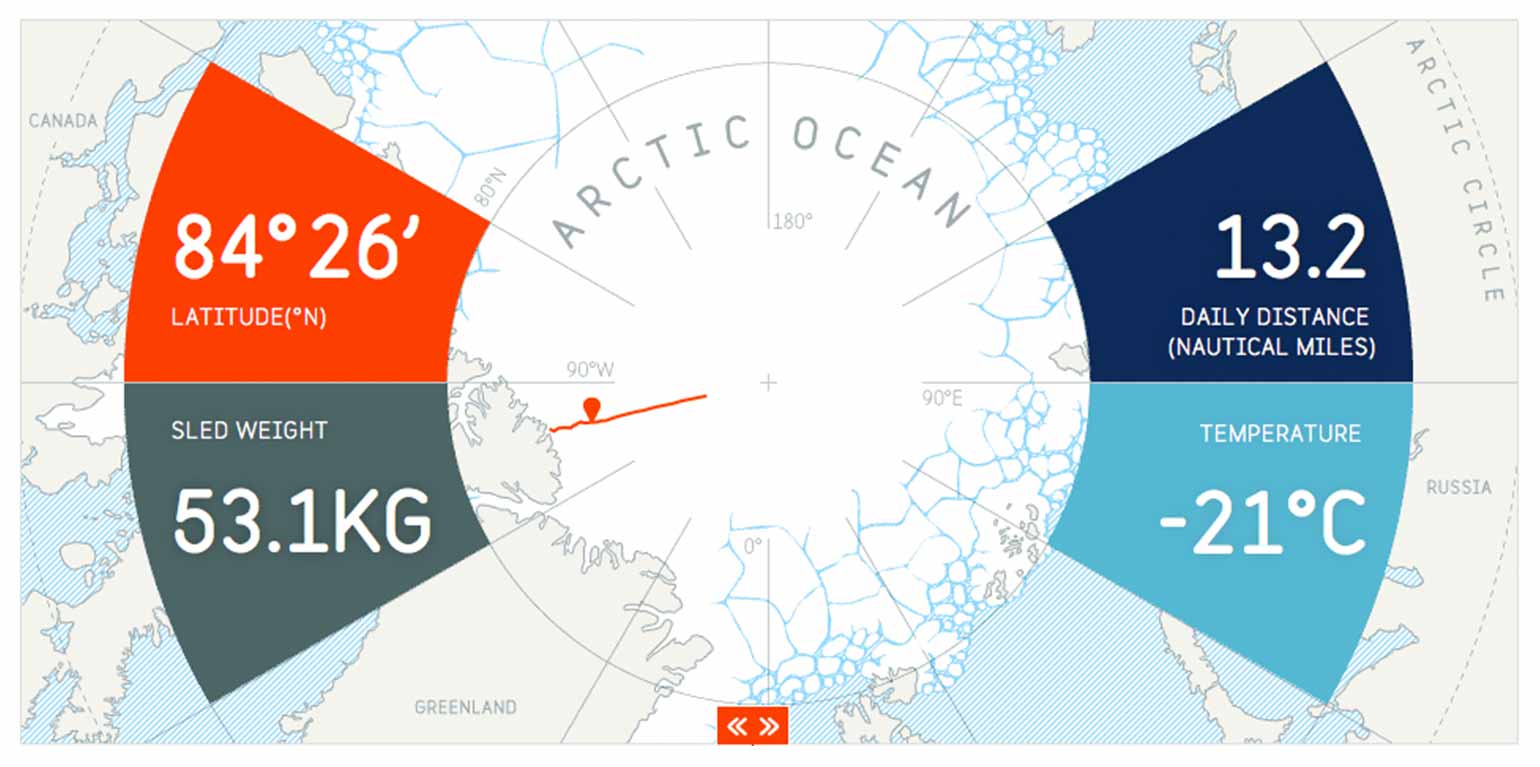 CANADA
84° 26’
LATITUDE(°N)
SLED WEIGHT
53.1KG
80°N
ARCTIC OCEAN
180°
90°W
90°E
0°
GREENLAND
« »
13.2
DAILY DISTANCE
(NAUTICAL MILES)
TEMPERATURE
-21°C
ARCTIC CIRCLE
RUSSIA